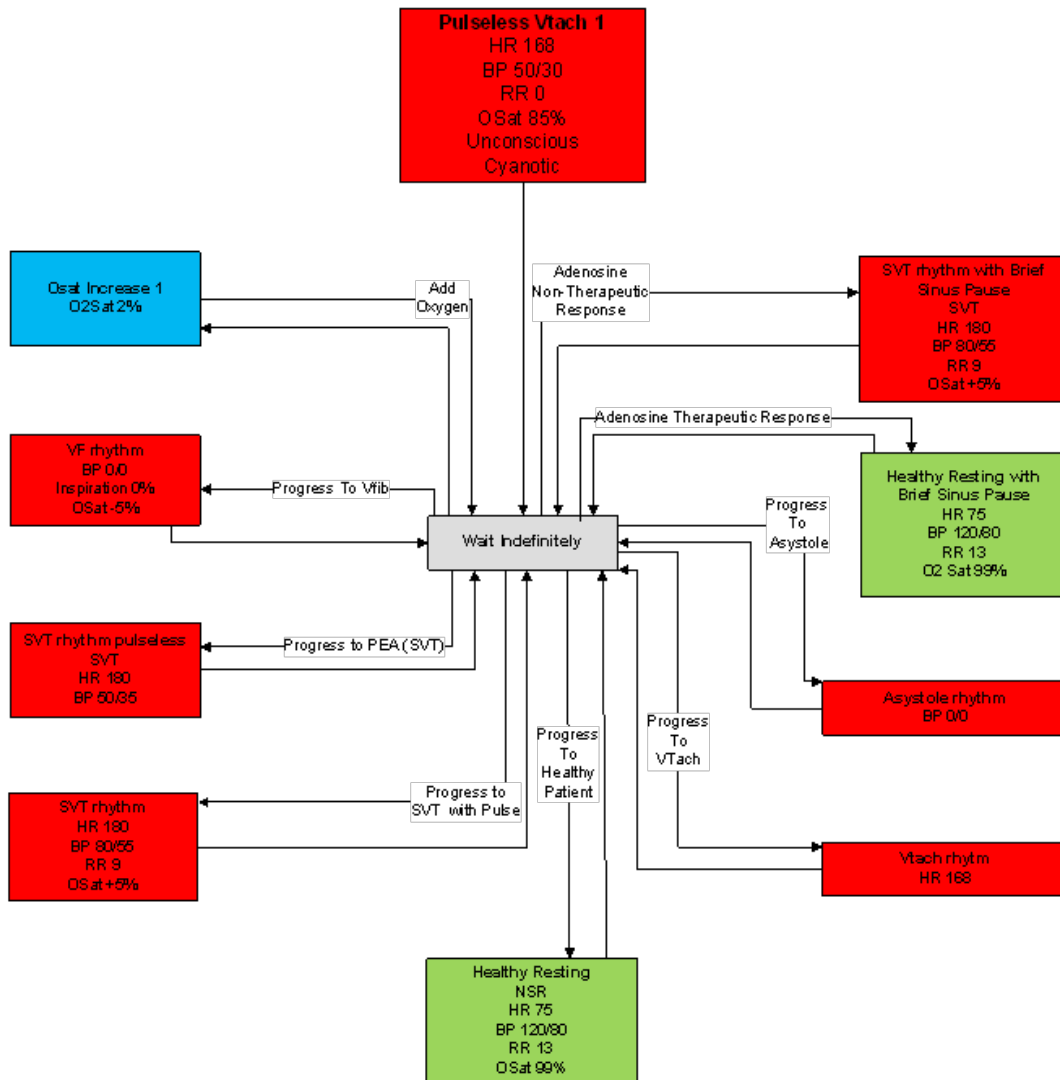 Pulseless Vtach 1
HR 168
BP 50/30
RR 0
OSat 85%
Unconscious
Cyanotic
Osat Increase 1
O2Sat 2%
Add
Oxygen
Adenosine
Non-Therapeutic
Response
SVT rhythm with Brief
Sinus Pause
SVT
HR 180
BP 80/55
RR 9
OSat +5%
Adenosine Therapeutic Response
VF rhythm
BP 0/0
Inspiration 0%
OSat -5%
Progress To Vfib
Healthy Resting with
Brief Sinus Pause
HR 75
BP 120/80
RR 13
O2 Sat 99%
Wait Indefinitely
Progress
To
Asystole
SVT rhythm pulseless
SVT
HR 180
BP 50/35
Progress to PEA (SVT)
Asystole rhythm
BP 0/0
Progress
To
Healthy
Patient
Progress
To
VTach
Progress to
SVT with Pulse
SVT rhythm
HR 180
BP 80/55
RR 9
OSat +5%
Vtach rhytm
HR 168
Healthy Resting
NSR
HR 75
BP 120/80
RR 13
OSat 99%